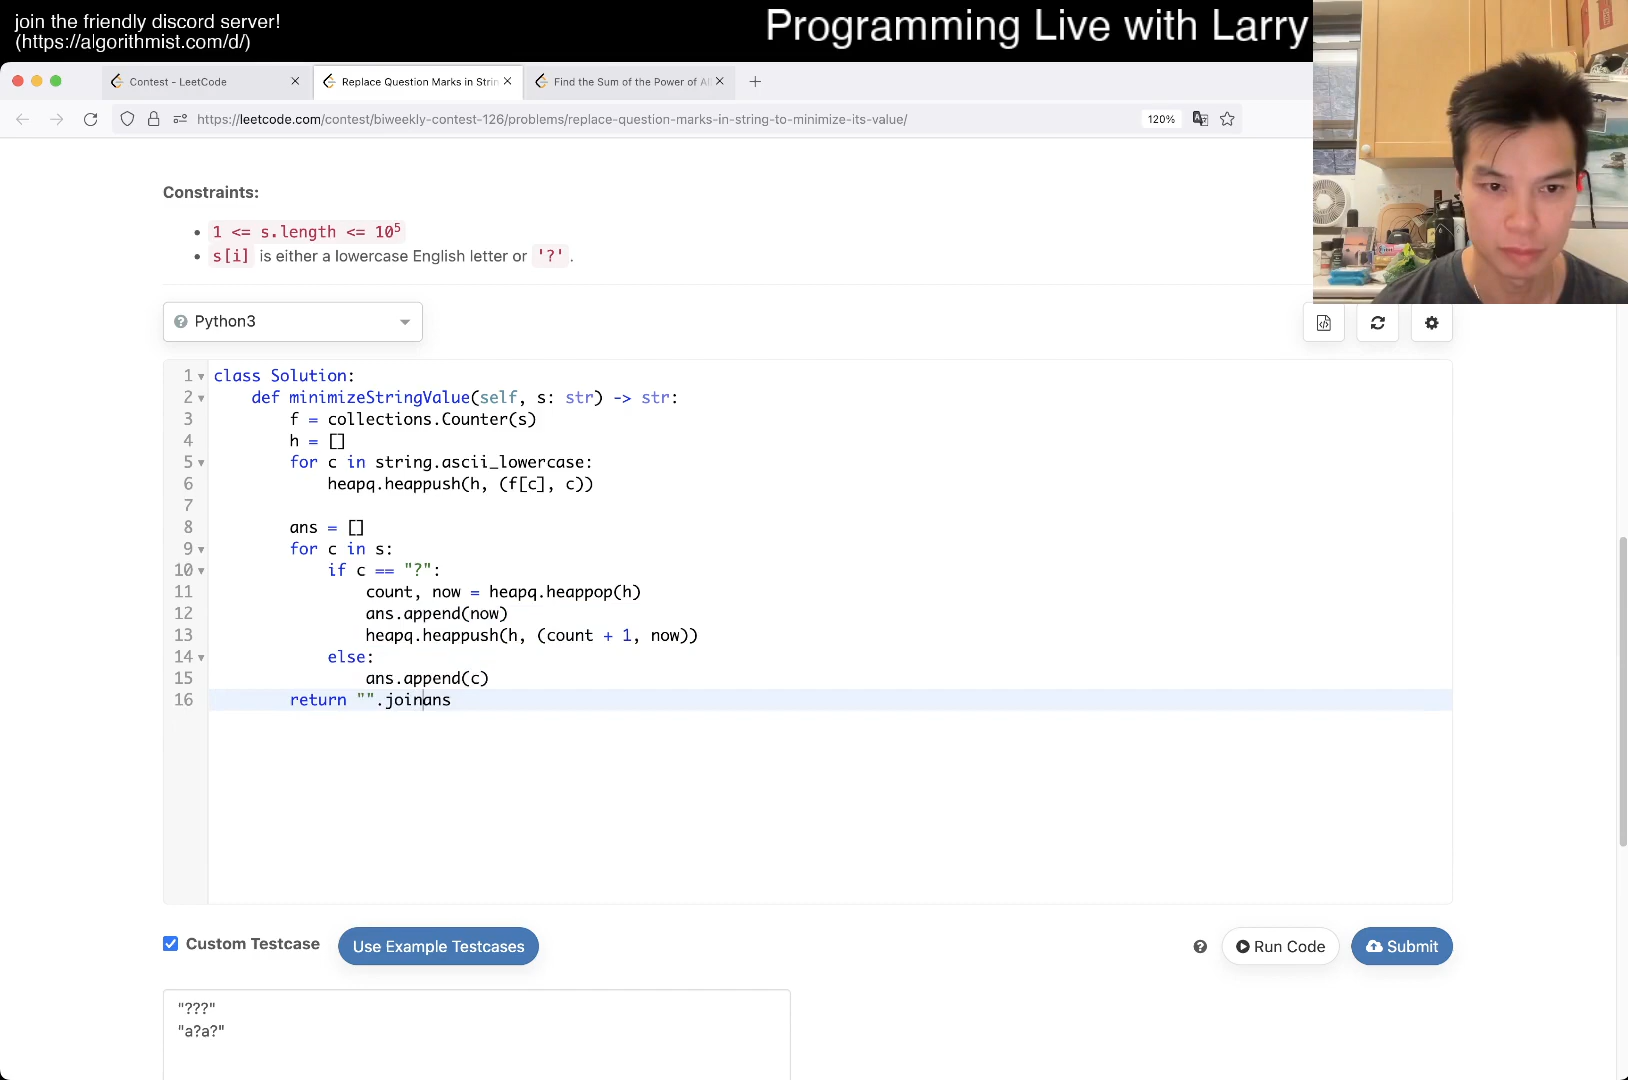 join the friendly discord server!
(https://algorithmist.com/d/)
Programming Live with Larry
Contest - LeetCode
Replace Question Marks in Strin
Find the Sum of the Power of Al
https://leetcode.com/contest/biweekly-contest-126/problems/replace-question-marks-in-string-to-minimize-its-value/
120%
Constraints:
• 1 <= s.length <= 10⁵
• s[i] is either a lowercase English letter or '?'.
Python3
1 class Solution:
2     def minimizeStringValue(self, s: str) -> str:
3         f = collections.Counter(s)
4         h = []
5         for c in string.ascii_lowercase:
6             heapq.heappush(h, (f[c], c))
7
8         ans = []
9         for c in s:
10             if c == "?":
11                 count, now = heapq.heappop(h)
12                 ans.append(now)
13                 heapq.heappush(h, (count + 1, now))
14             else:
15                 ans.append(c)
16         return "".joinans
Custom Testcase
Use Example Testcases
Run Code
Submit
"???"
"a?a?"